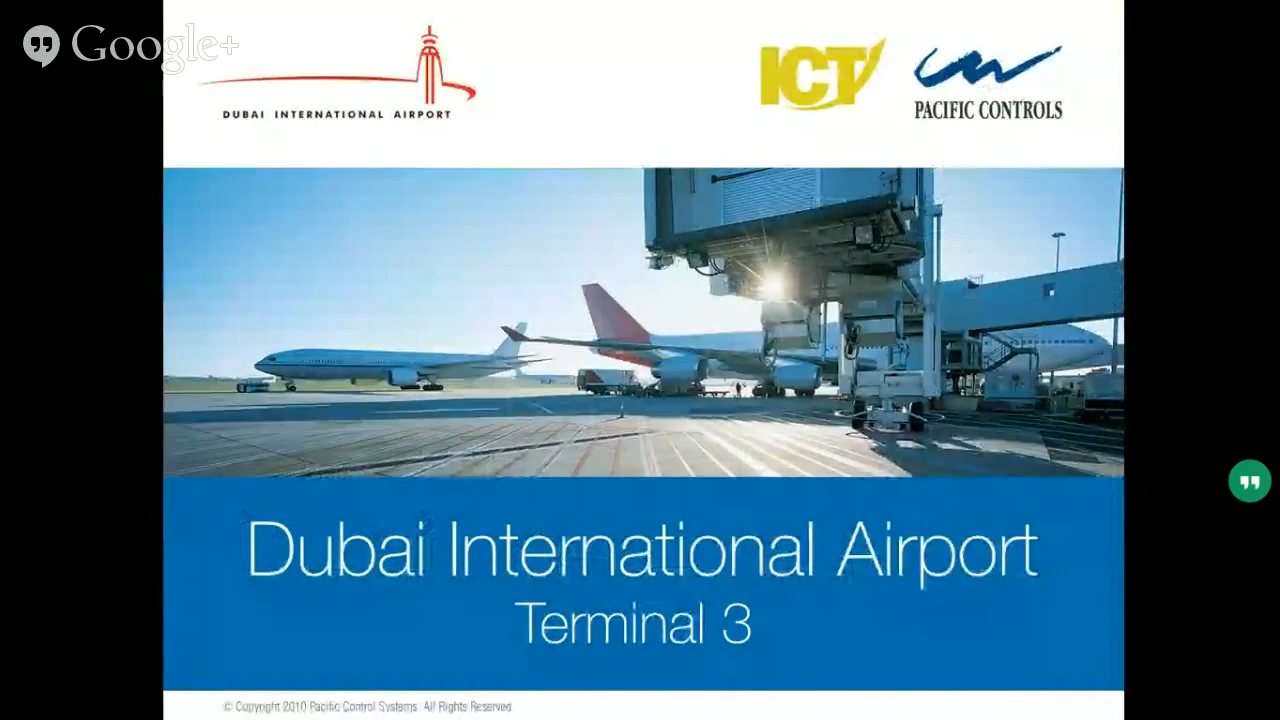 Google+
DUBAI INTERNATIONAL AIRPORT
ICT
PACIFIC CONTROLS
Dubai International Airport
Terminal 3
© Copyright 2010 Pacific Control Systems. All Rights Reserved